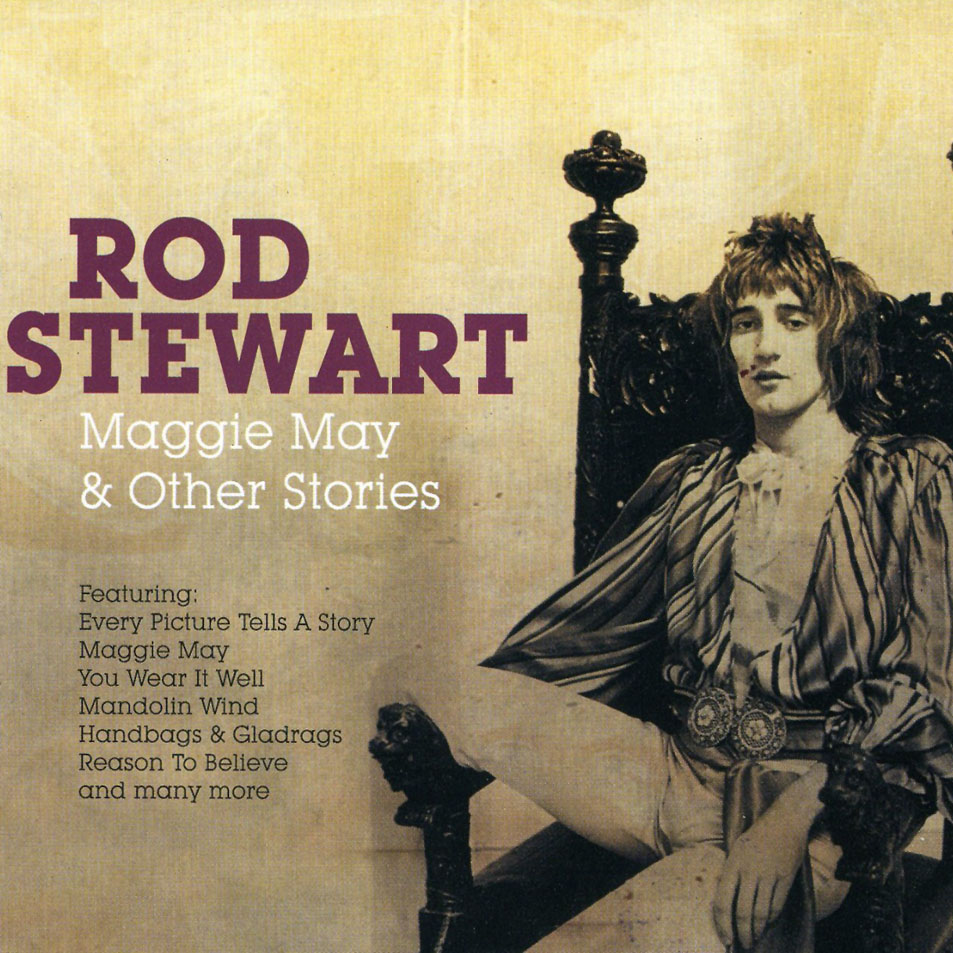 ROD
STEWART
Maggie May
& Other Stories
Featuring:
Every Picture Tells A Story
Maggie May
You Wear It Well
Mandolin Wind
Handbags & Gladrags
Reason To Believe
and many more